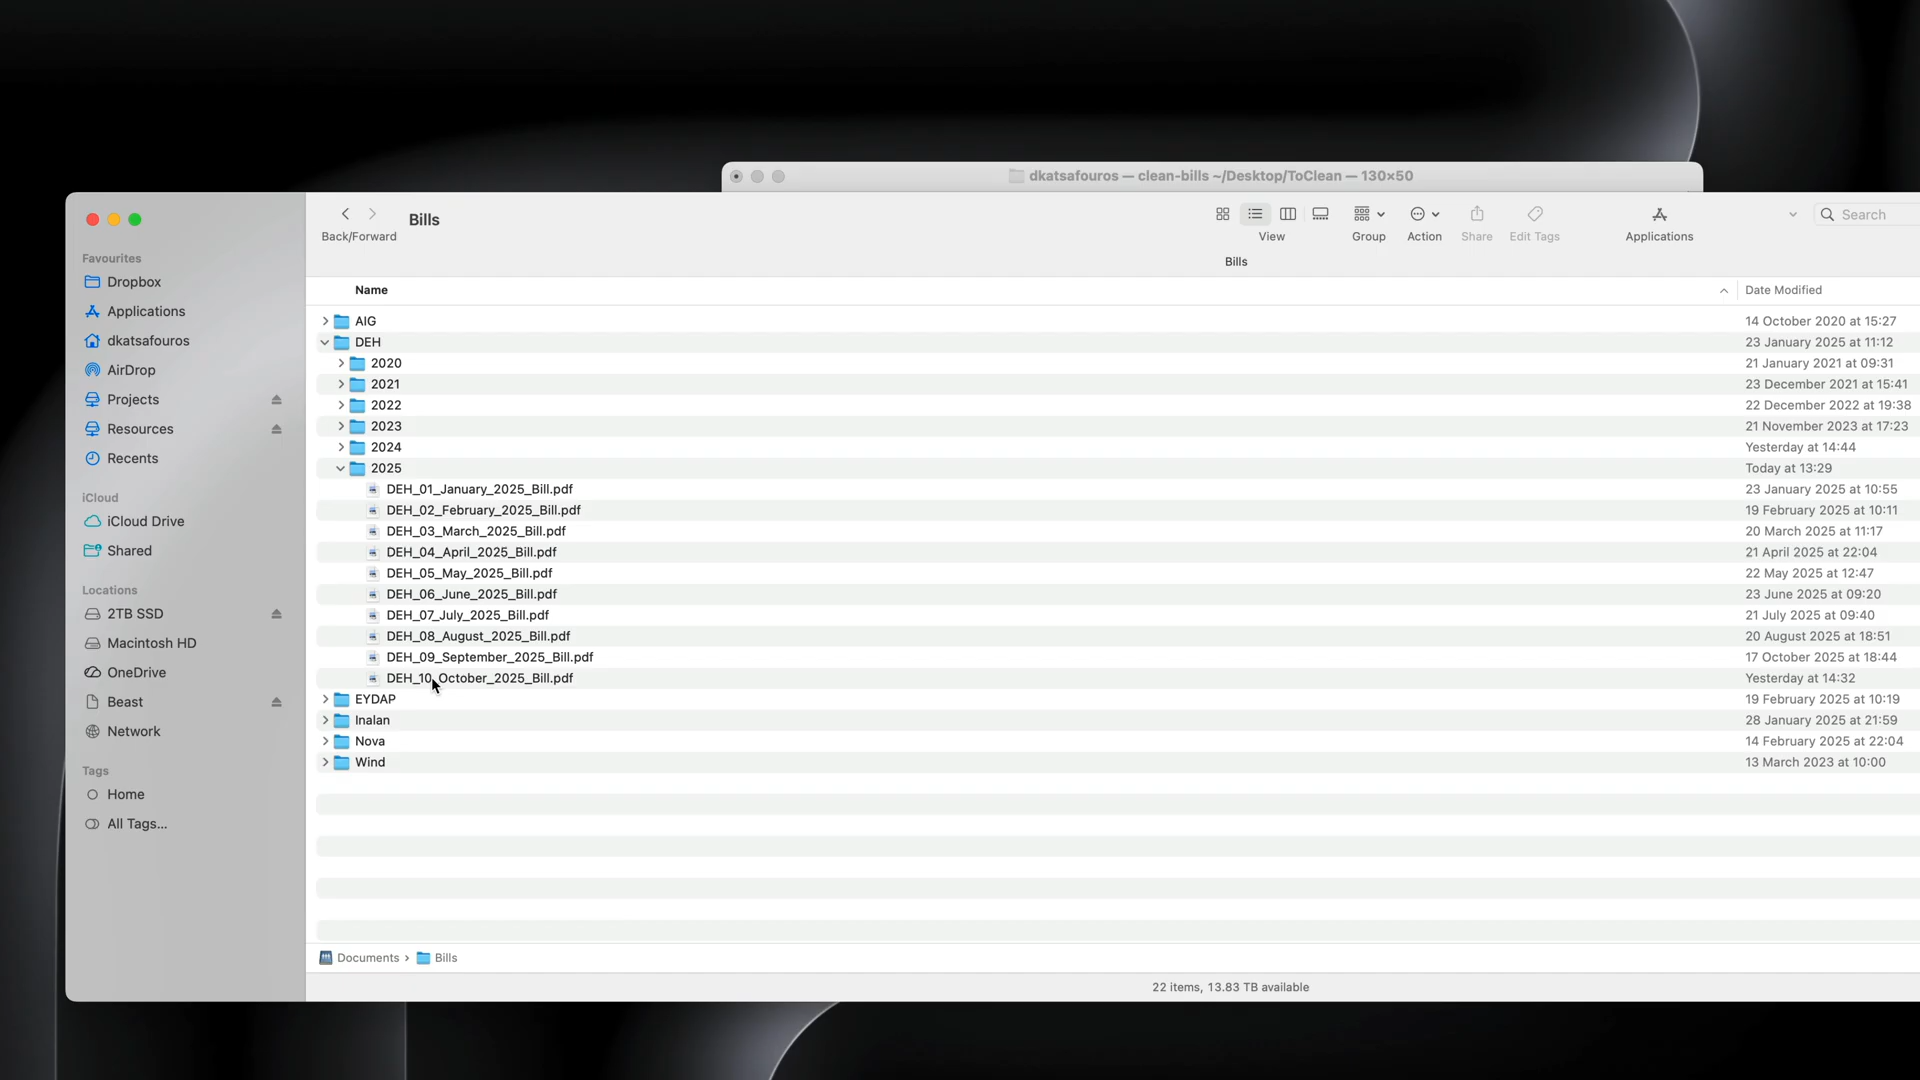 dkatsafouros — clean-bills ~/Desktop/ToClean — 130×50
Back/Forward
Bills
View
Group
Action
Share
Edit Tags
Applications
Search
Bills
Favourites
Dropbox
Applications
dkatsafouros
AirDrop
Projects
Resources
Recents
iCloud
iCloud Drive
Shared
Locations
2TB SSD
Macintosh HD
OneDrive
Beast
Network
Tags
Home
All Tags...
Name Date Modified
AIG 14 October 2020 at 15:27
DEH 23 January 2025 at 11:12
2020 21 January 2021 at 09:31
2021 23 December 2021 at 15:41
2022 22 December 2022 at 19:38
2023 21 November 2023 at 17:23
2024 Yesterday at 14:44
2025 Today at 13:29
DEH_01_January_2025_Bill.pdf 23 January 2025 at 10:55
DEH_02_February_2025_Bill.pdf 19 February 2025 at 10:11
DEH_03_March_2025_Bill.pdf 20 March 2025 at 11:17
DEH_04_April_2025_Bill.pdf 21 April 2025 at 22:04
DEH_05_May_2025_Bill.pdf 22 May 2025 at 12:47
DEH_06_June_2025_Bill.pdf 23 June 2025 at 09:20
DEH_07_July_2025_Bill.pdf 21 July 2025 at 09:40
DEH_08_August_2025_Bill.pdf 20 August 2025 at 18:51
DEH_09_September_2025_Bill.pdf 17 October 2025 at 18:44
DEH_10_October_2025_Bill.pdf Yesterday at 14:32
EYDAP 19 February 2025 at 10:19
Inalan 28 January 2025 at 21:59
Nova 14 February 2025 at 22:04
Wind 13 March 2023 at 10:00
Documents › Bills
22 items, 13.83 TB available